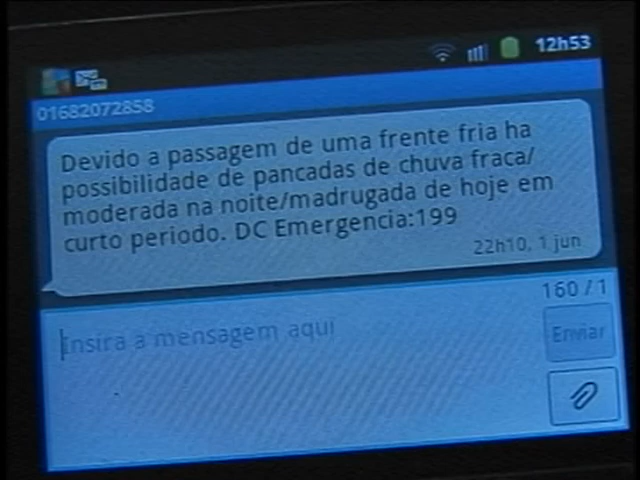 12h53
01682072858
Devido a passagem de uma frente fria ha
possibilidade de pancadas de chuva fraca/
moderada na noite/madrugada de hoje em
curto periodo. DC Emergencia:199
22h10, 1 jun
160 / 1
Insira a mensagem aqui
Enviar